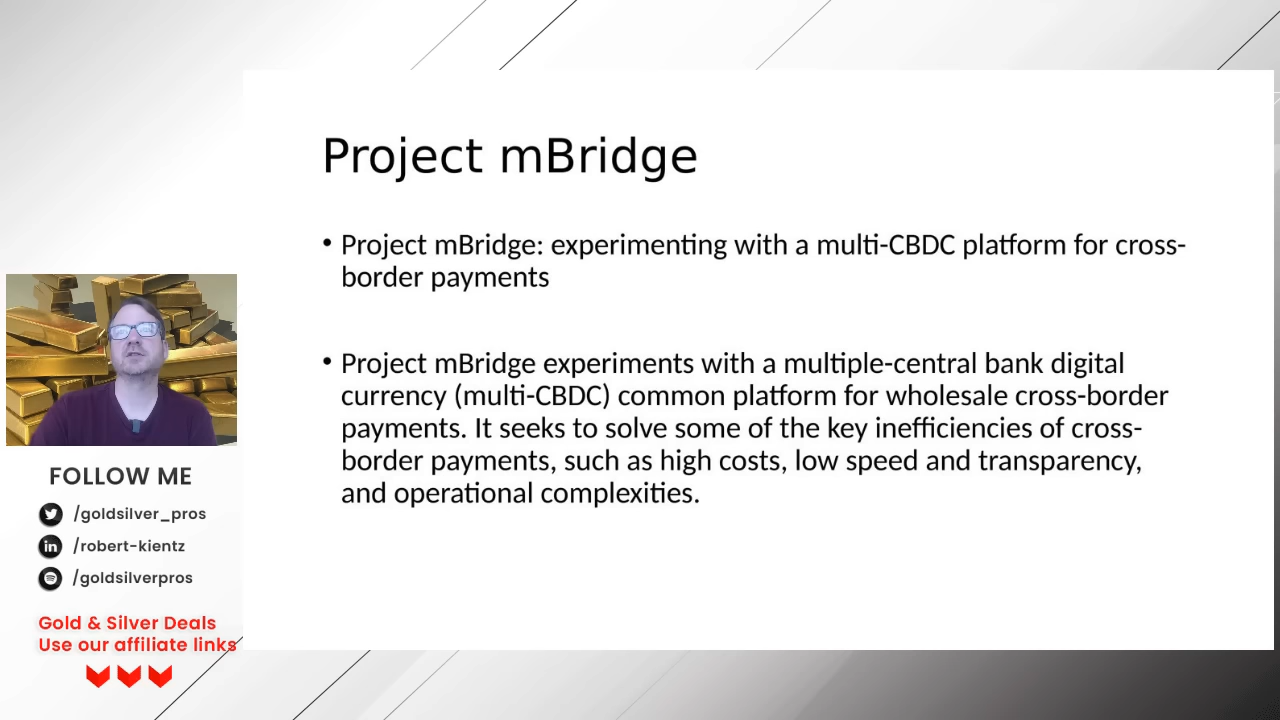 Project mBridge
• Project mBridge: experimenting with a multi-CBDC platform for cross-
border payments
• Project mBridge experiments with a multiple-central bank digital
currency (multi-CBDC) common platform for wholesale cross-border
payments. It seeks to solve some of the key inefficiencies of cross-
border payments, such as high costs, low speed and transparency,
and operational complexities.
FOLLOW ME
/goldsilver_pros
in /robert-kientz
/goldsilverpros
Gold & Silver Deals
Use our affiliate links